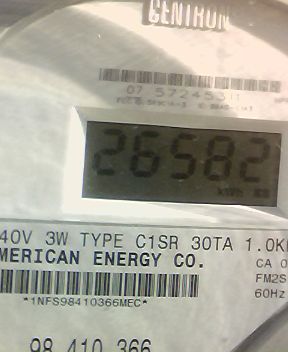 CENTRON
07 572453
26582
KWh
40V 3W TYPE C1SR 30TA 1.0K
MERICAN ENERGY CO.
CA 0
FM2S
60Hz
*1NFS98410366MEC*
98 410 366